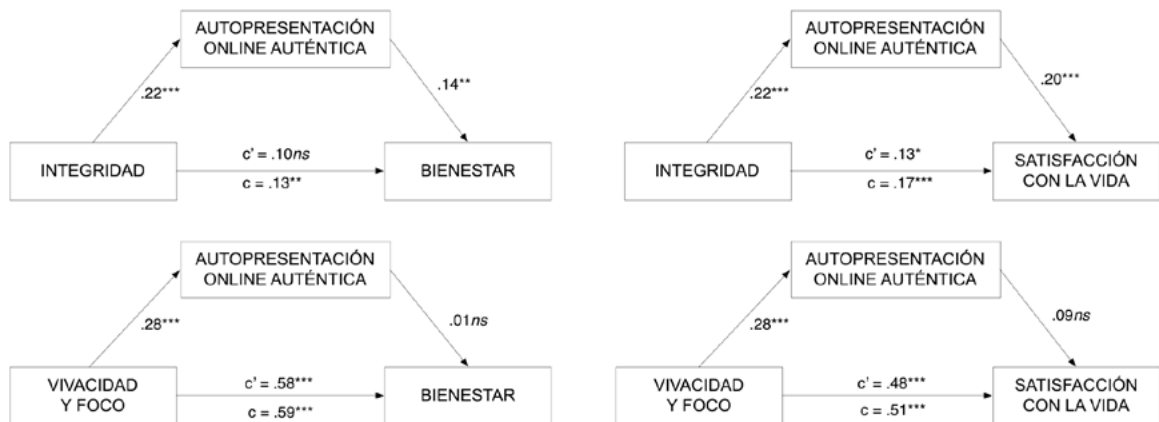 AUTOPRESENTACIÓN
ONLINE AUTÉNTICA
.22***
.14**
INTEGRIDAD
c' = .10ns
c = .13**
BIENESTAR
AUTOPRESENTACIÓN
ONLINE AUTÉNTICA
.22***
.20***
INTEGRIDAD
c' = .13*
c = .17***
SATISFACCIÓN
CON LA VIDA
AUTOPRESENTACIÓN
ONLINE AUTÉNTICA
.28***
.01ns
VIVACIDAD
Y FOCO
c' = .58***
c = .59***
BIENESTAR
AUTOPRESENTACIÓN
ONLINE AUTÉNTICA
.28***
.09ns
VIVACIDAD
Y FOCO
c' = .48***
c = .51***
SATISFACCIÓN
CON LA VIDA